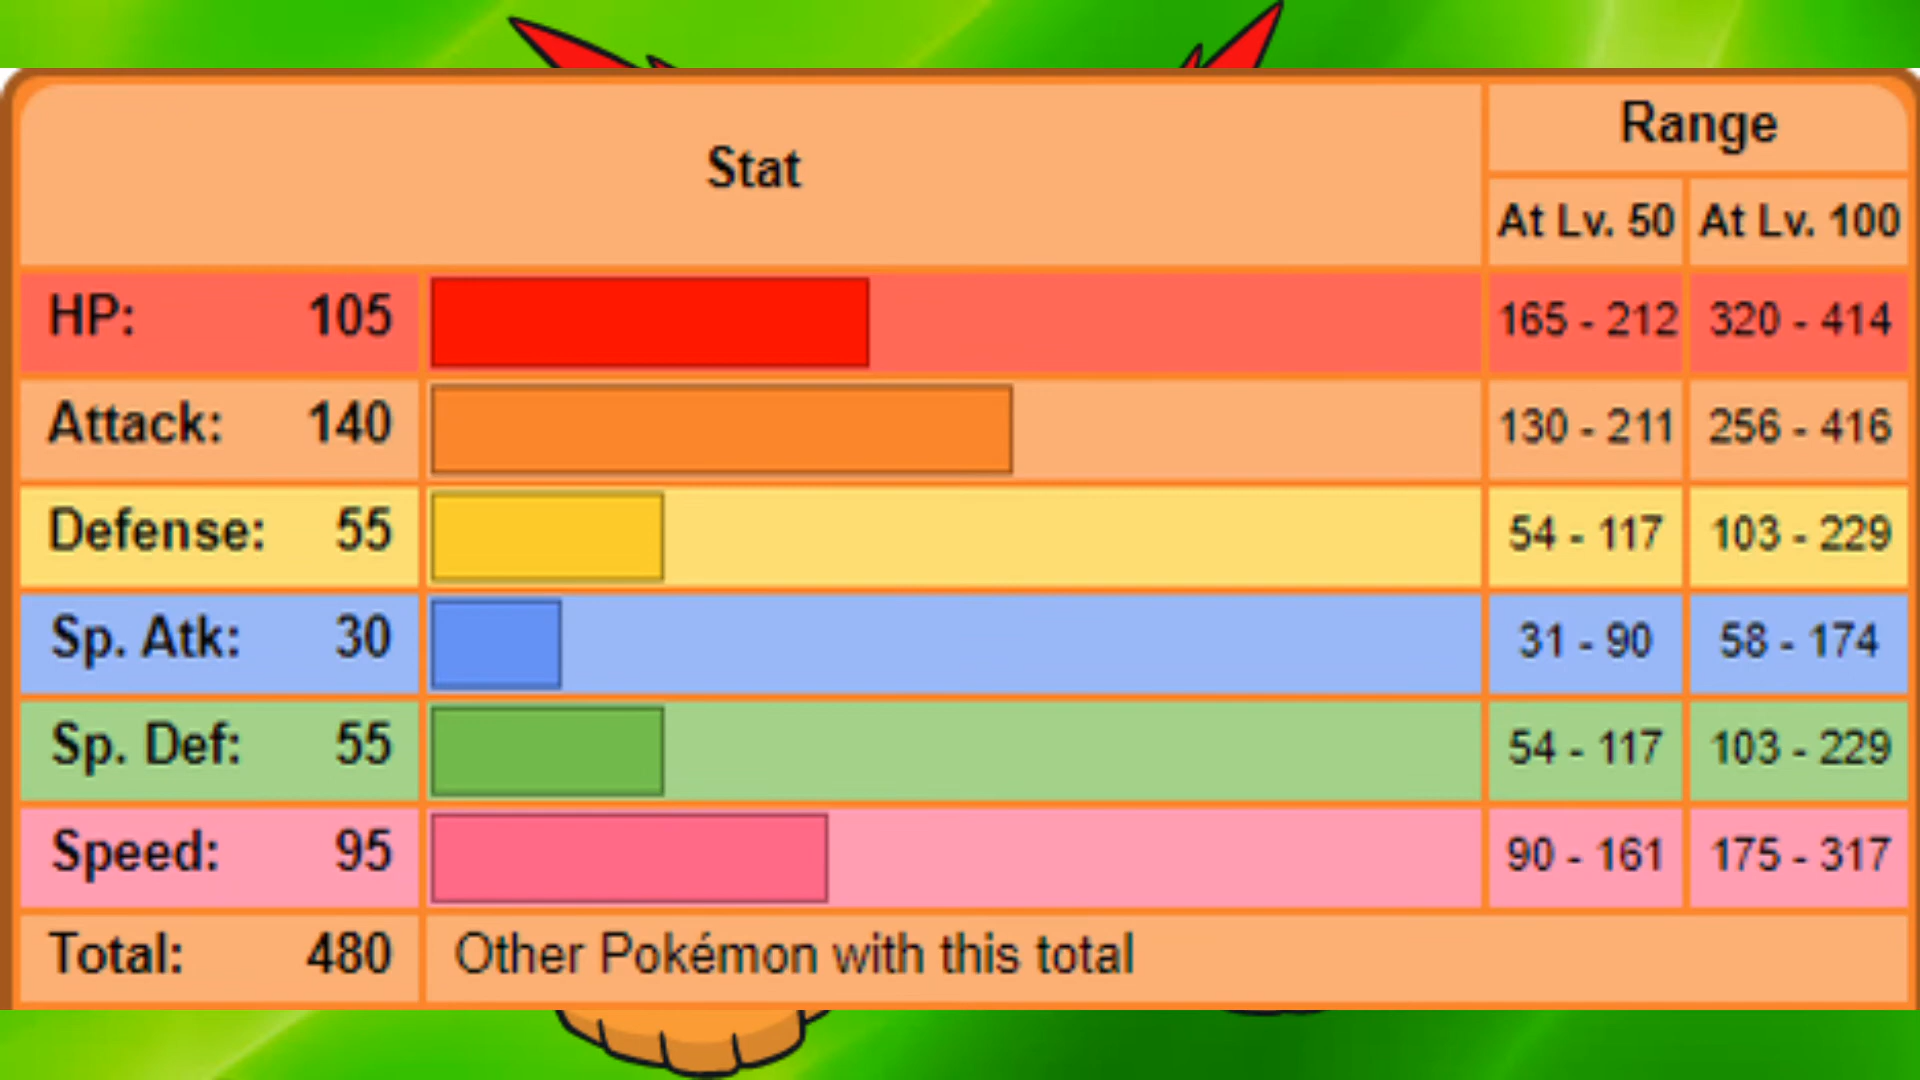 Stat
Range
At Lv. 50 At Lv. 100
HP: 105 165 - 212 320 - 414
Attack: 140 130 - 211 256 - 416
Defense: 55 54 - 117 103 - 229
Sp. Atk: 30 31 - 90 58 - 174
Sp. Def: 55 54 - 117 103 - 229
Speed: 95 90 - 161 175 - 317
Total: 480 Other Pokémon with this total